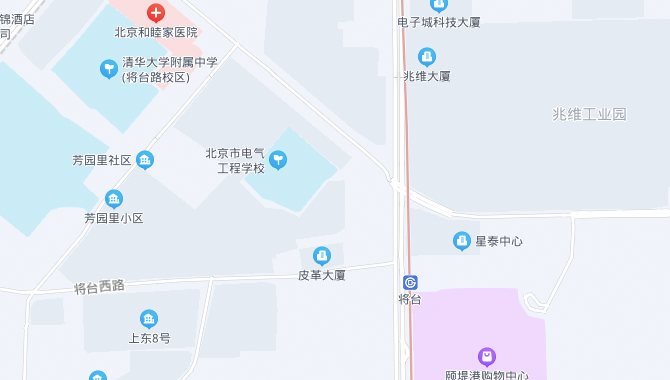 锦酒店
司
北京和睦家医院
电子城科技大厦
清华大学附属中学
(将台路校区)
兆维大厦
兆维工业园
北京市电气
工程学校
芳园里社区
芳园里小区
星泰中心
皮革大厦
将台西路
将台
上东8号
颐堤港购物中心